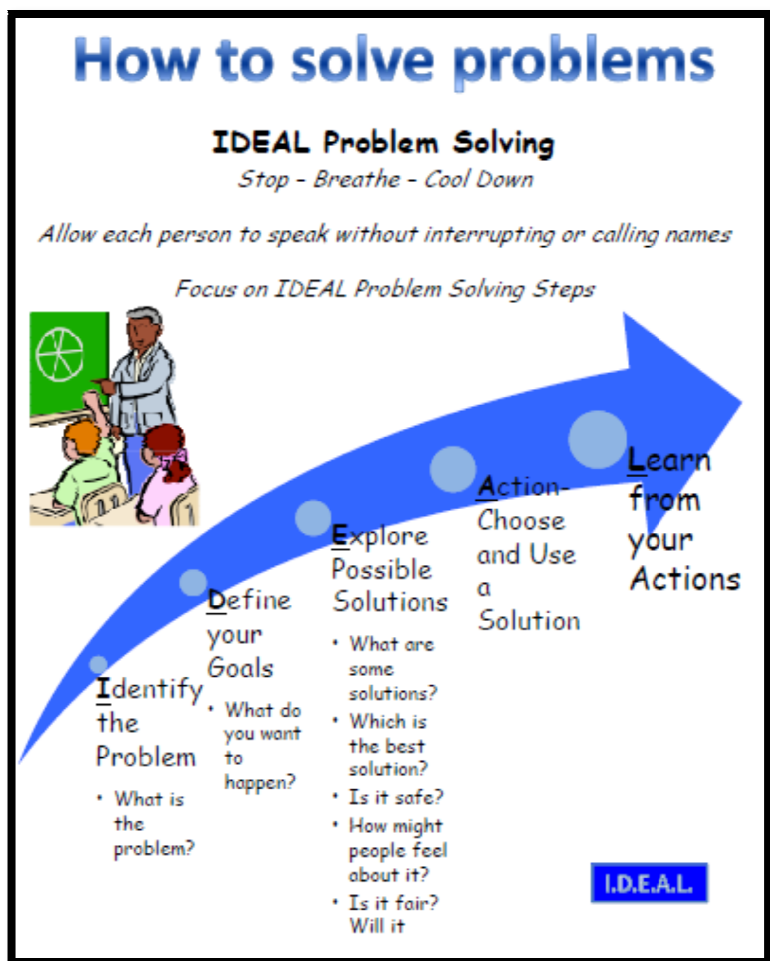 How to solve problems
IDEAL Problem Solving
Stop – Breathe – Cool Down
Allow each person to speak without interrupting or calling names
Focus on IDEAL Problem Solving Steps
Identify
the
Problem
• What is
the
problem?
Define
your
Goals
• What do
you want
to
happen?
Explore
Possible
Solutions
• What are
some
solutions?
• Which is
the best
solution?
• Is it safe?
• How might
people feel
about it?
• Is it fair?
Will it
Action-
Choose
and Use
a
Solution
Learn
from
your
Actions
I.D.E.A.L.